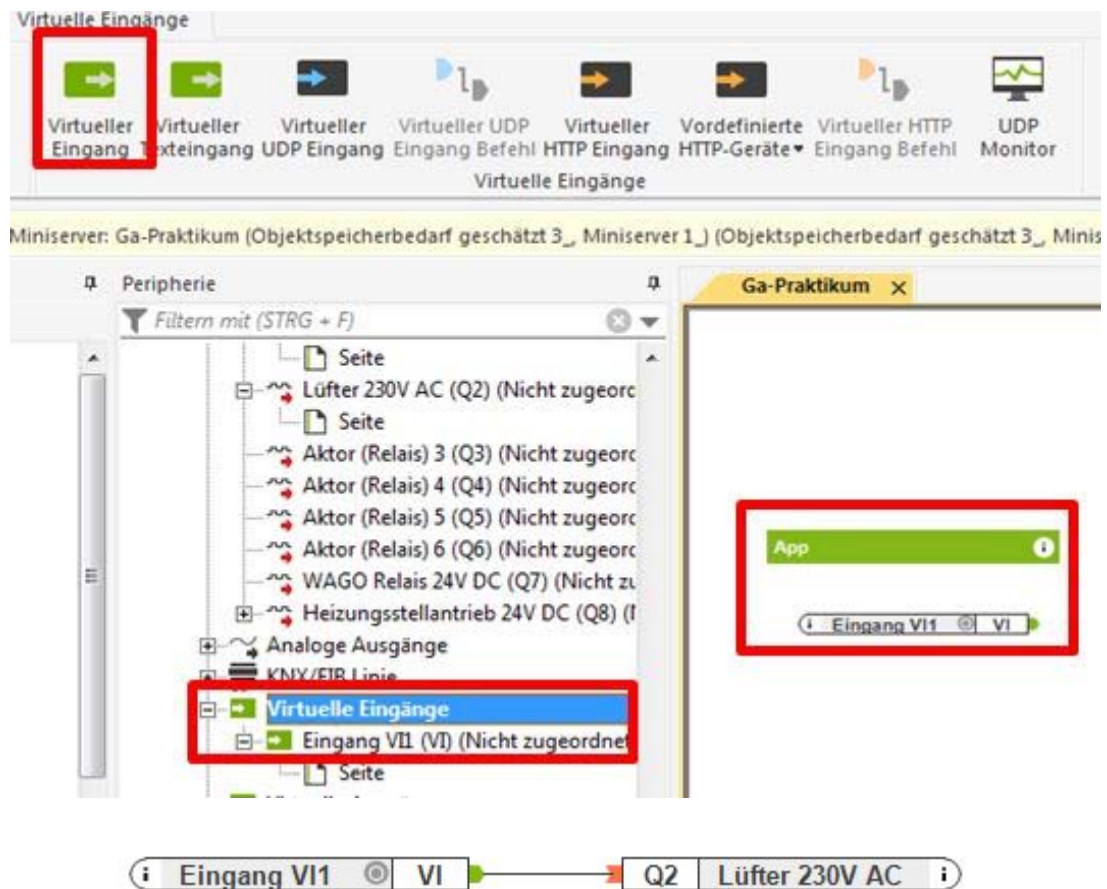 Virtuelle Eingänge
Virtueller Eingang
Virtueller Texteingang
Virtueller UDP Eingang
Virtueller UDP Eingang Befehl
Virtueller HTTP Eingang
Vordefinierte HTTP-Geräte
Virtueller HTTP Eingang Befehl
UDP Monitor
Virtuelle Eingänge
Miniserver: Ga-Praktikum (Objektspeicherbedarf geschätzt 3_, Miniserver 1_) (Objektspeicherbedarf geschätzt 3_, Minis
Peripherie
Ga-Praktikum
Filtern mit (STRG + F)
Seite
Lüfter 230V AC (Q2) (Nicht zugeord
Seite
Aktor (Relais) 3 (Q3) (Nicht zugeord
Aktor (Relais) 4 (Q4) (Nicht zugeord
Aktor (Relais) 5 (Q5) (Nicht zugeord
Aktor (Relais) 6 (Q6) (Nicht zugeord
WAGO Relais 24V DC (Q7) (Nicht zu
Heizungsstellantrieb 24V DC (Q8) (
Analoge Ausgänge
KNX/EIB Linie
Virtuelle Eingänge
Eingang VI1 (VI) (Nicht zugeordnet
Seite
App
i Eingang VI1 VI
i Eingang VI1 VI Q2 Lüfter 230V AC i